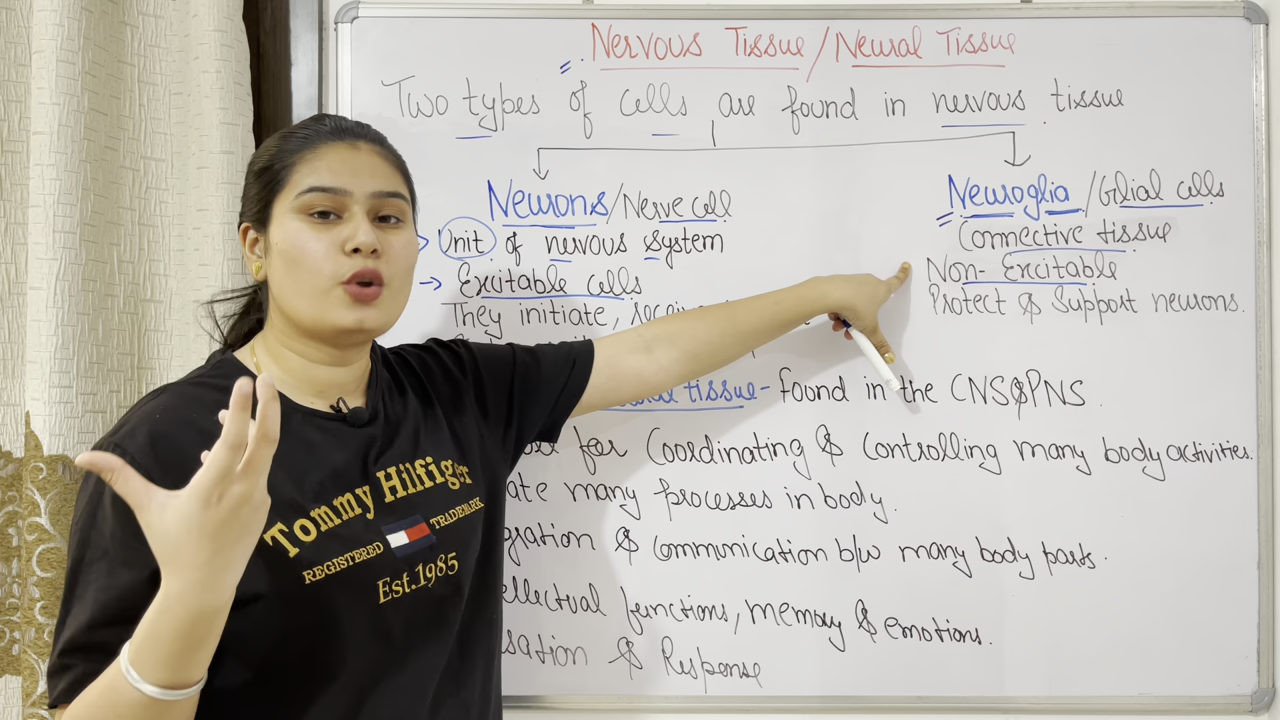 Nervous Tissue/Neural Tissue
Two types of cells are found in nervous tissue
Neurons/Nerve cell
Unit of nervous system
→ Excitable cells
They initiate,
Neuroglia/Glial cells
Connective tissue
Non-Excitable
Protect & Support neurons.
tissue - found in the CNS & PNS.
for Coordinating & Controlling many body activities.
many processes in body.
& Communication b/w many body parts.
functions, memory & emotions.
& Response
Tommy Hilfiger
REGISTERED TRADEMARK
Est.1985